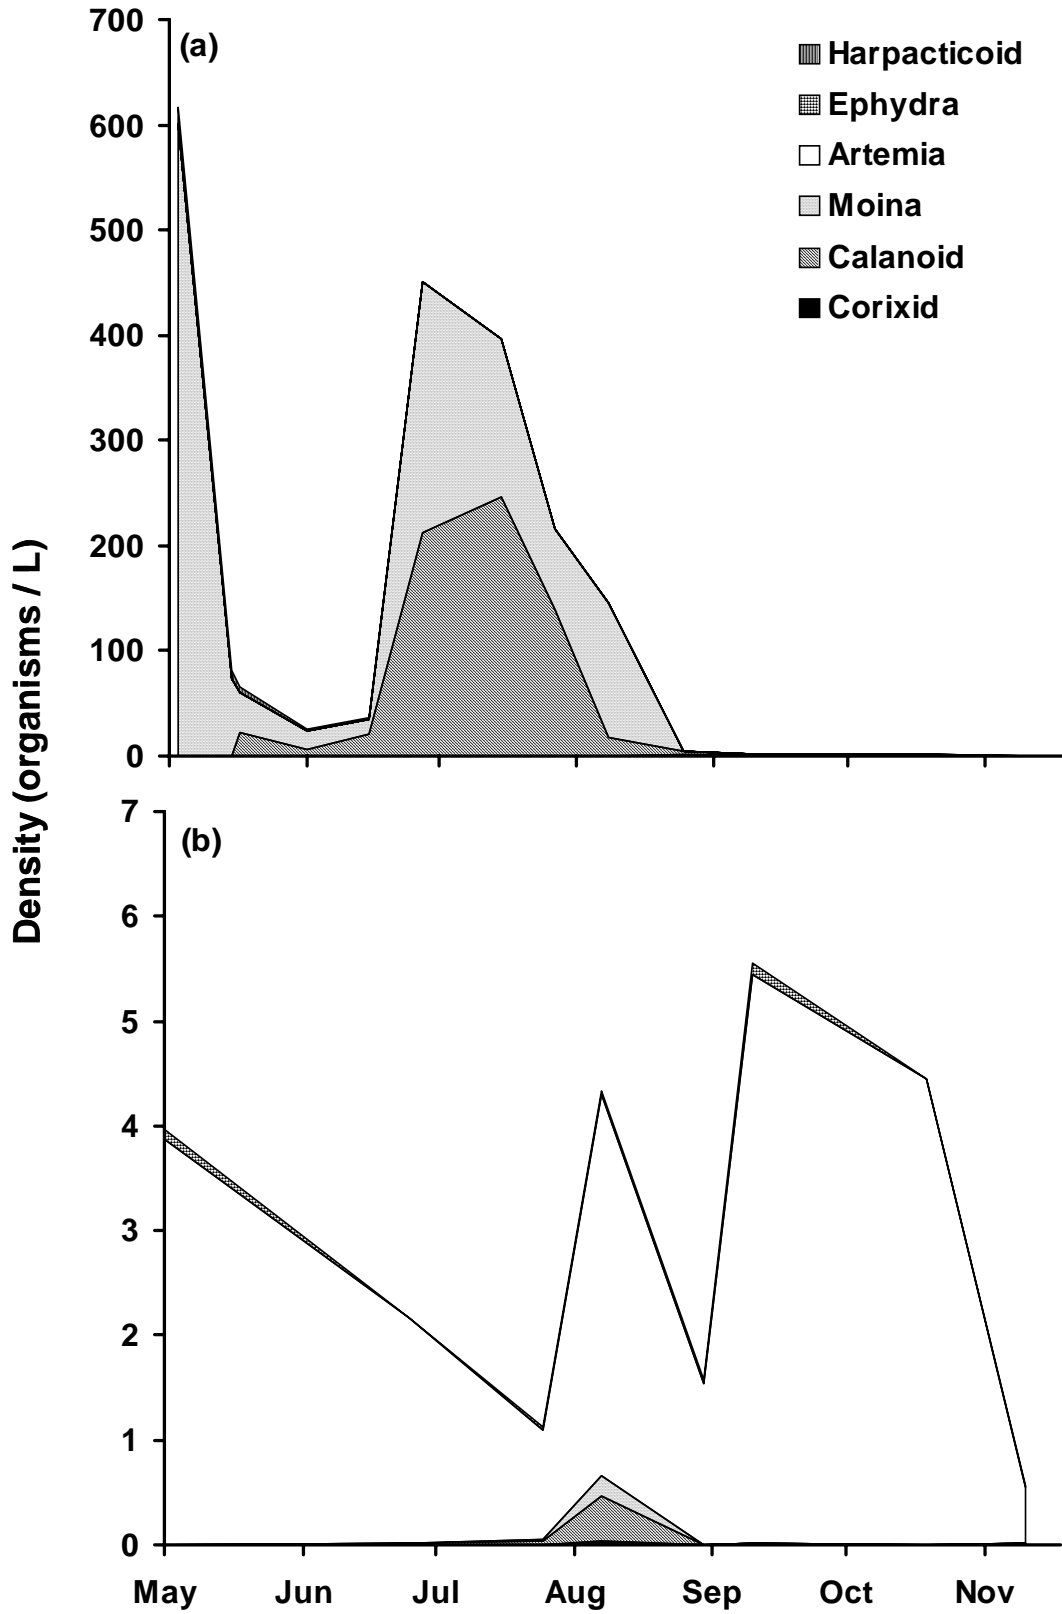 700
(a)
Harpacticoid
600
Ephydra
Artemia
500
Moina
Calanoid
400
Corixid
300
200
100
0
Density (organisms / L)
7
(b)
6
5
4
3
2
1
0
May Jun Jul Aug Sep Oct Nov